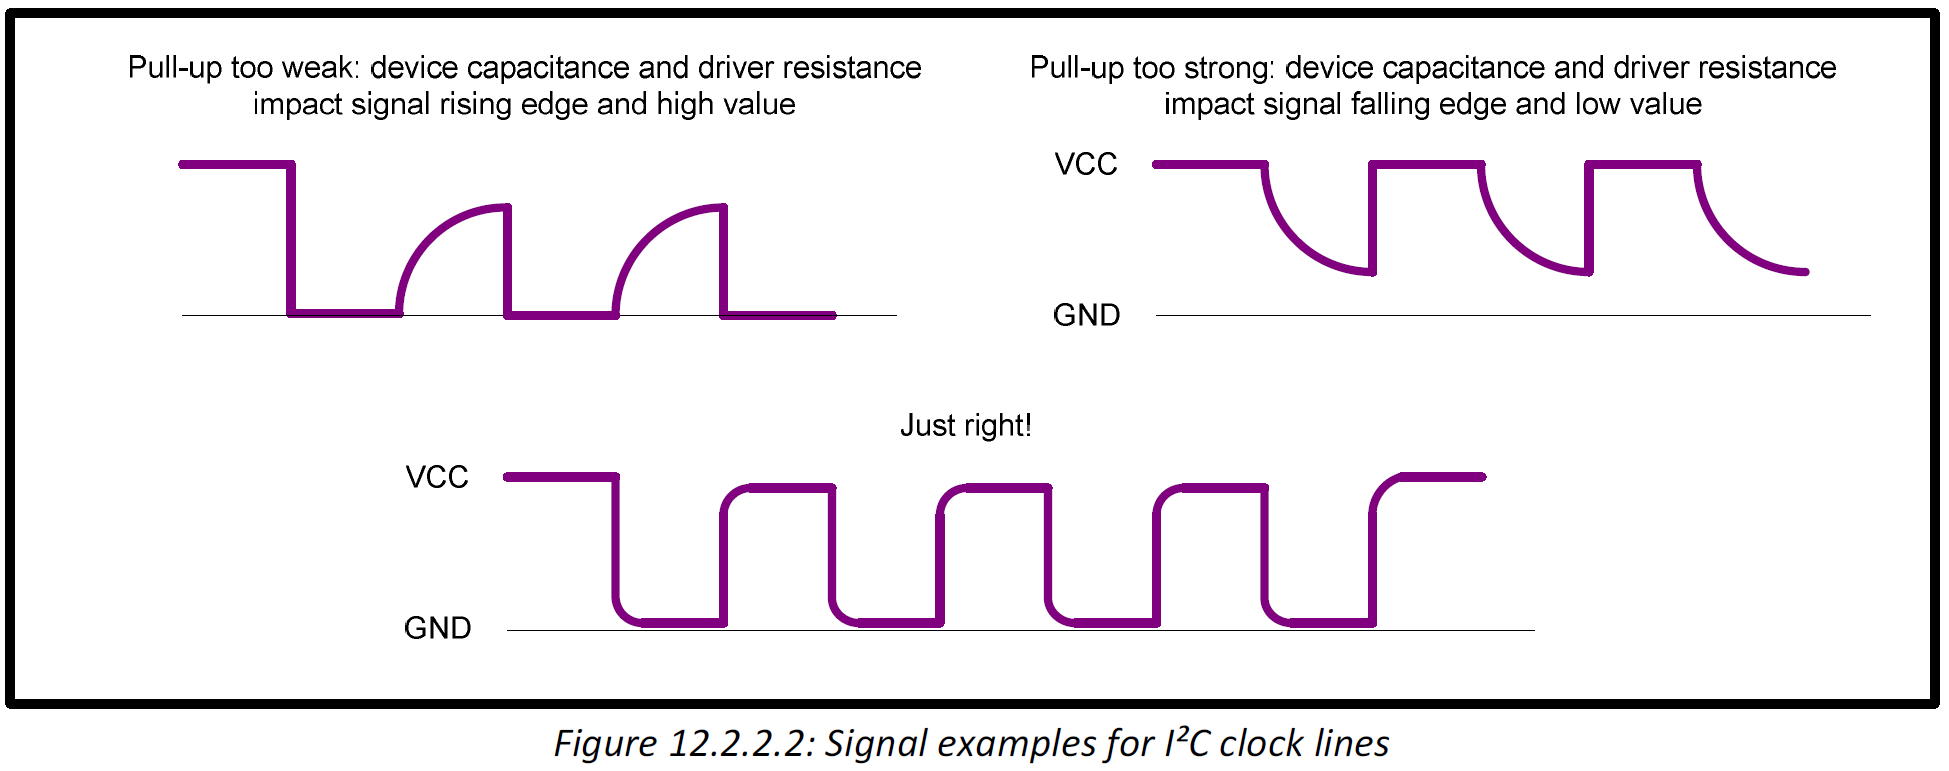 Pull-up too weak: device capacitance and driver resistance
impact signal rising edge and high value
Pull-up too strong: device capacitance and driver resistance
impact signal falling edge and low value
VCC
GND
Just right!
VCC
GND
Figure 12.2.2.2: Signal examples for I²C clock lines